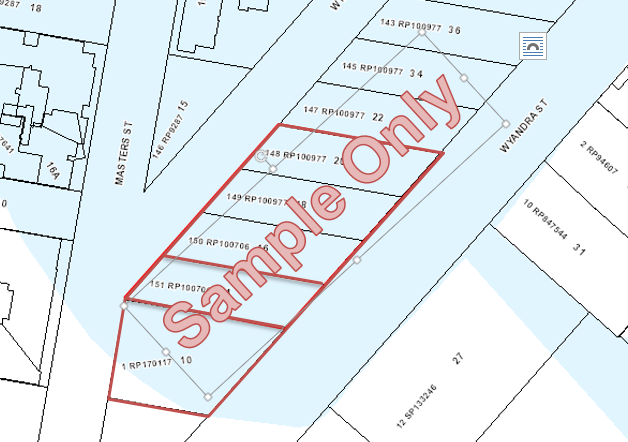 9287 18
143 RP100977 36
145 RP100977 34
147 RP100977 22
146 RP9287 15
MASTERS ST
WYANDRA ST
2 RP94607
16A
148 RP100977 20
149 RP100977 18
10 RP847544 31
150 RP100706 16
151 RP10070
Sample Only
1 RP170117 10
27
12 SP133246